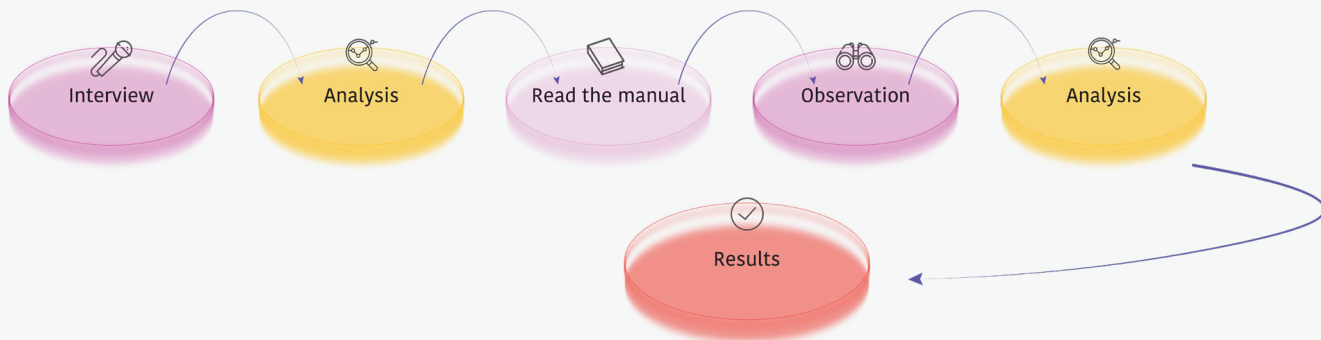 Interview
Analysis
Read the manual
Observation
Analysis
Results